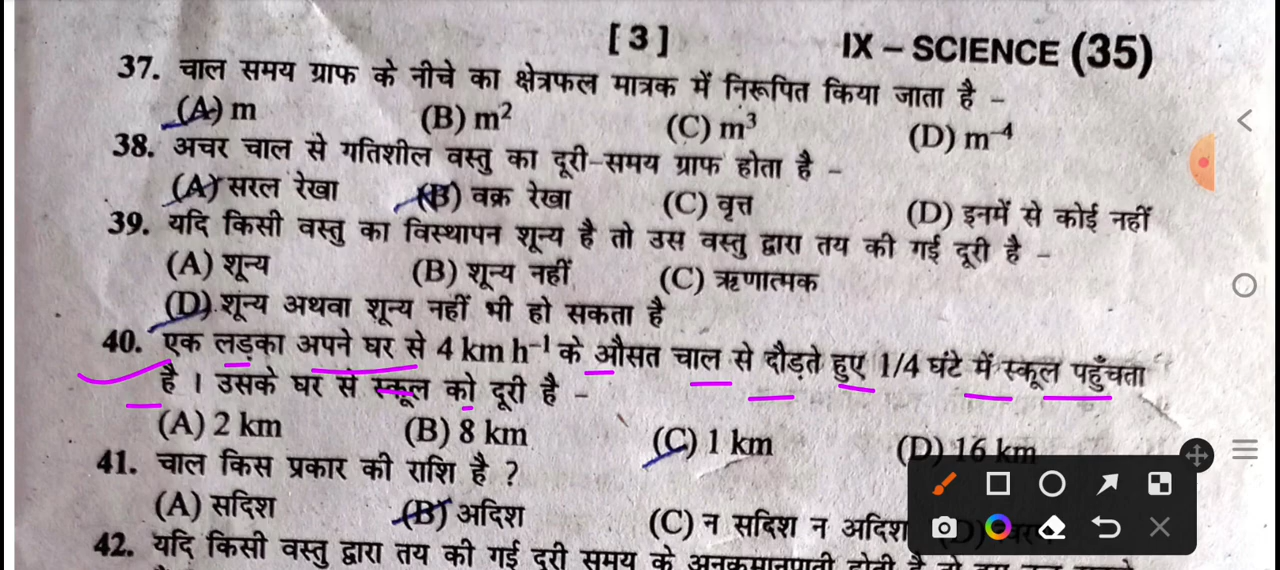 [ 3 ]
IX – SCIENCE (35)
37. चाल समय ग्राफ के नीचे का क्षेत्रफल मात्रक में निरूपित किया जाता है –
(A) m (B) m² (C) m³ (D) m⁻⁴
38. अचर चाल से गतिशील वस्तु का दूरी–समय ग्राफ होता है –
(A) सरल रेखा (B) वक्र रेखा (C) वृत्त (D) इनमें से कोई नहीं
39. यदि किसी वस्तु का विस्थापन शून्य है तो उस वस्तु द्वारा तय की गई दूरी है –
(A) शून्य (B) शून्य नहीं (C) ऋणात्मक
(D) शून्य अथवा शून्य नहीं भी हो सकता है
40. एक लड़का अपने घर से 4 km h⁻¹ के औसत चाल से दौड़ते हुए 1/4 घंटे में स्कूल पहुँचता
है । उसके घर से स्कूल को दूरी है –
(A) 2 km (B) 8 km (C) 1 km (D) 16 km
41. चाल किस प्रकार की राशि है ?
(A) सदिश (B) अदिश (C) न सदिश न अदिश (D)
42. यदि किसी वस्तु द्वारा तय की गई दूरी समय के